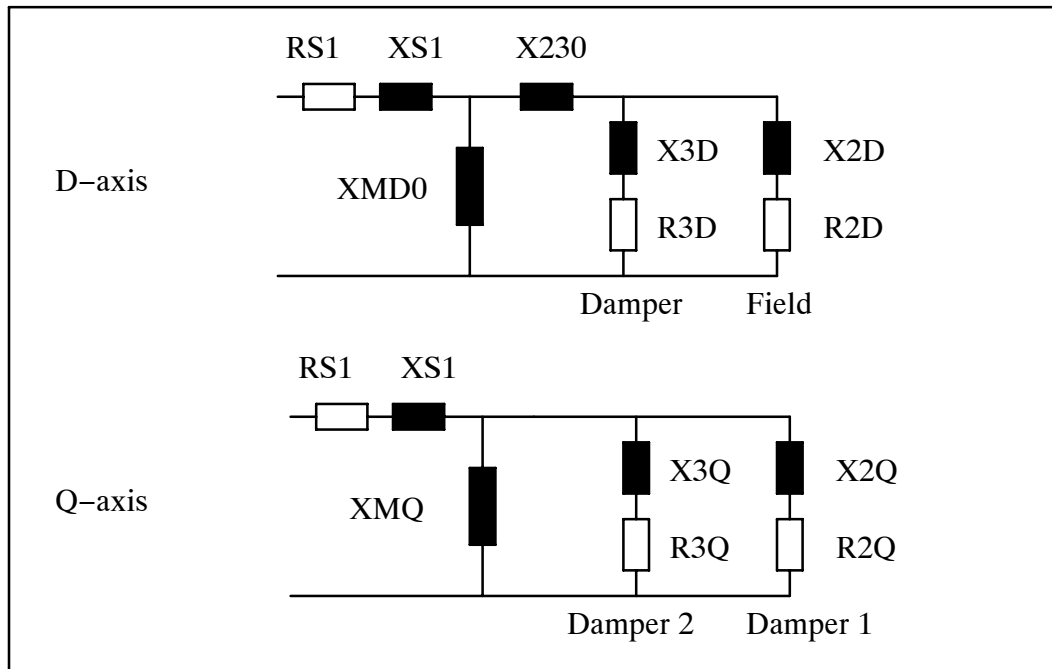 RS1 XS1 X230
D−axis
XMD0
X3D
X2D
R3D
R2D
Damper Field
RS1 XS1
Q−axis
XMQ
X3Q
X2Q
R3Q
R2Q
Damper 2 Damper 1